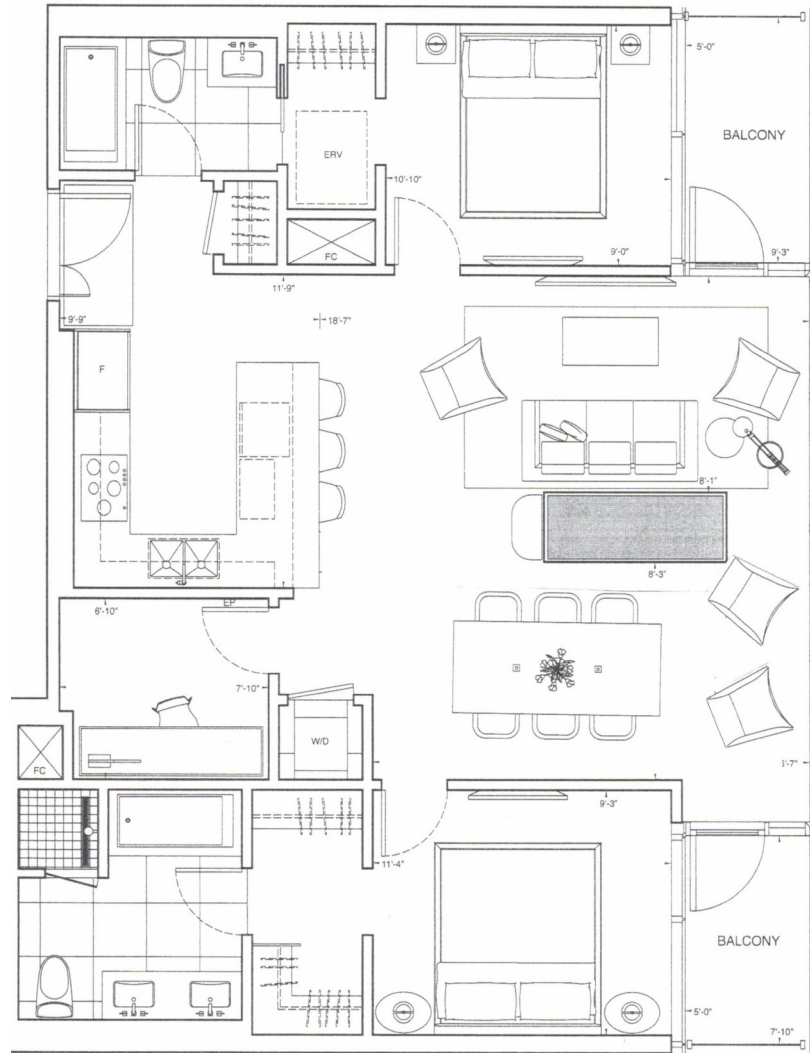 5'-0"
BALCONY
ERV
10'-10"
9'-0"
9'-3"
FC
11'-9"
9'-9"
18'-7"
F
8'-1"
8'-3"
6'-10"
EP
7'-10"
W/D
FC
9'-3"
11'-4"
BALCONY
5'-0"
7'-10"